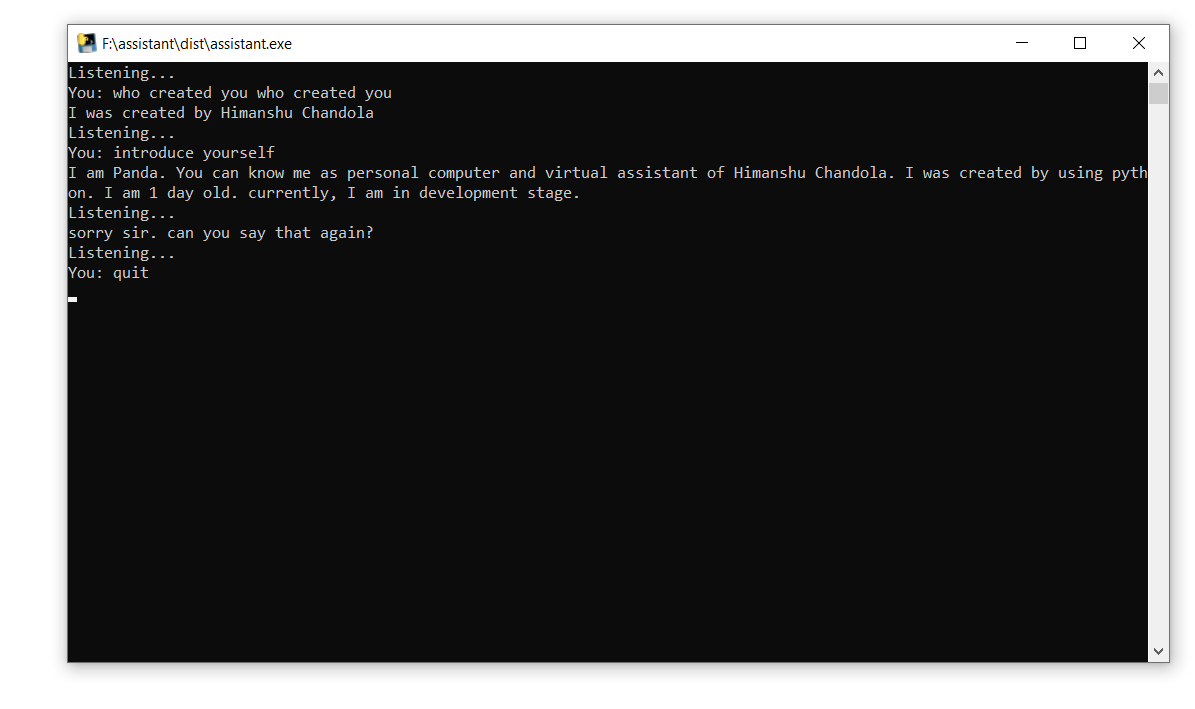 F:\assistant\dist\assistant.exe
Listening...
You: who created you who created you
I was created by Himanshu Chandola
Listening...
You: introduce yourself
I am Panda. You can know me as personal computer and virtual assistant of Himanshu Chandola. I was created by using pyth
on. I am 1 day old. currently, I am in development stage.
Listening...
sorry sir. can you say that again?
Listening...
You: quit